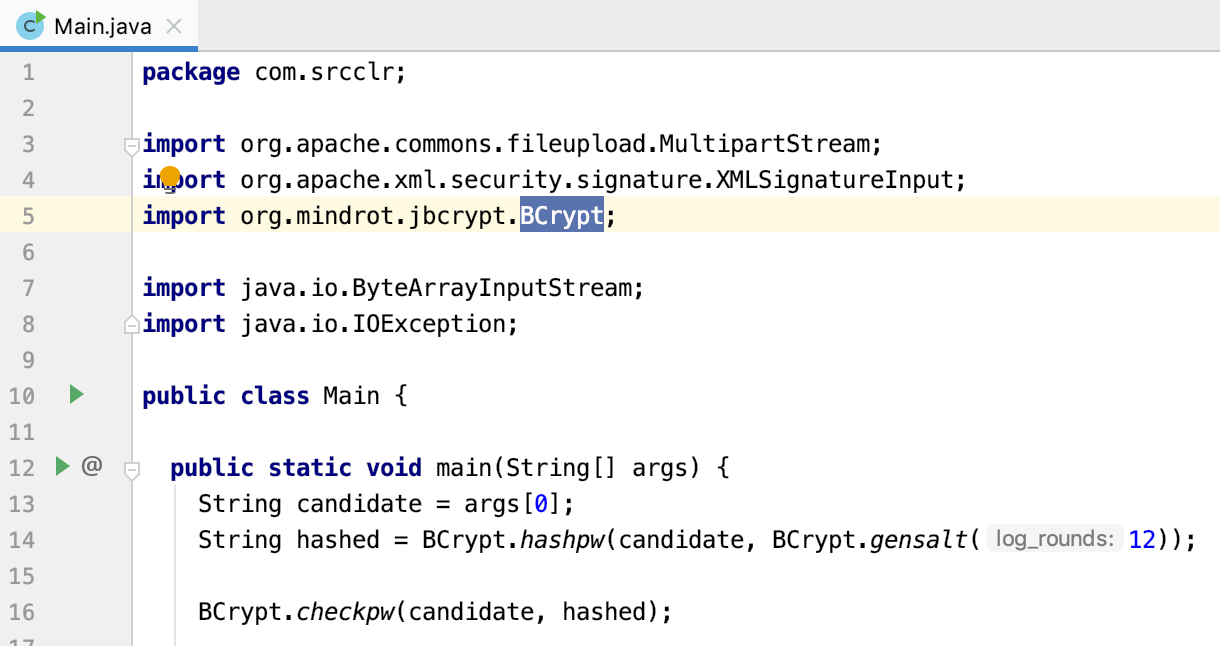 Main.java
1 package com.srcclr;
2
3 import org.apache.commons.fileupload.MultipartStream;
4 import org.apache.xml.security.signature.XMLSignatureInput;
5 import org.mindrot.jbcrypt.BCrypt;
6
7 import java.io.ByteArrayInputStream;
8 import java.io.IOException;
9
10 public class Main {
11
12 @ public static void main(String[] args) {
13 String candidate = args[0];
14 String hashed = BCrypt.hashpw(candidate, BCrypt.gensalt( log_rounds: 12));
15
16 BCrypt.checkpw(candidate, hashed);
17